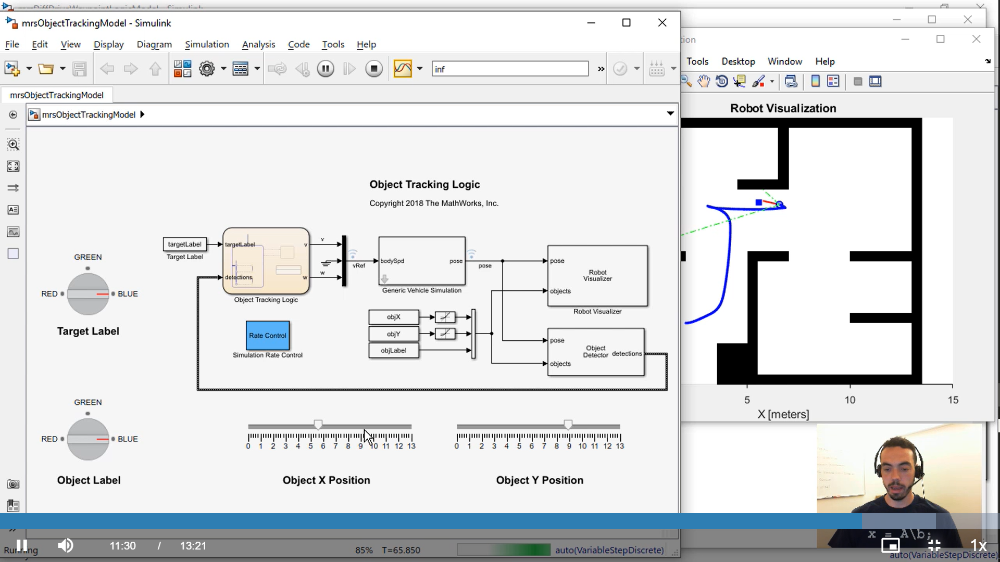 mrsDiffDriveWaypointLogicModel - Simulink
mrsObjectTrackingModel - Simulink
File Edit View Display Diagram Simulation Analysis Code Tools Help
inf
mrsObjectTrackingModel
mrsObjectTrackingModel
Object Tracking Logic
Copyright 2018 The MathWorks, Inc.
targetLabel
Target Label
targetLabel
detections
v
w
Object Tracking Logic
v
w
vRef
bodySpd
pose
Generic Vehicle Simulation
pose
pose
objects
Robot
Visualizer
Robot Visualizer
GREEN
RED
BLUE
Target Label
Rate Control
Simulation Rate Control
objX
objY
objLabel
pose
objects
Object
Detector
detections
GREEN
RED
BLUE
Object Label
0 1 2 3 4 5 6 7 8 9 10 11 12 13
Object X Position
0 1 2 3 4 5 6 7 8 9 10 11 12 13
Object Y Position
Running
85%
T=65.850
auto(VariableStepDiscrete)
11:30 / 13:21
tion
Tools Desktop Window Help
Robot Visualization
5 10 15
X [meters]
x = A\b;
1x
auto(VariableStepDiscrete)